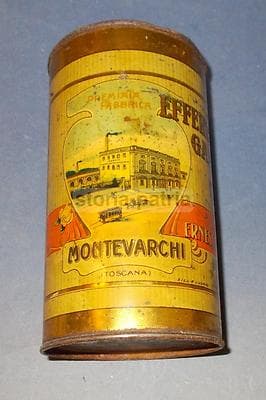 PREMIATA
FABBRICA
EFFE
G
ERNE
MONTEVARCHI
(TOSCANA)